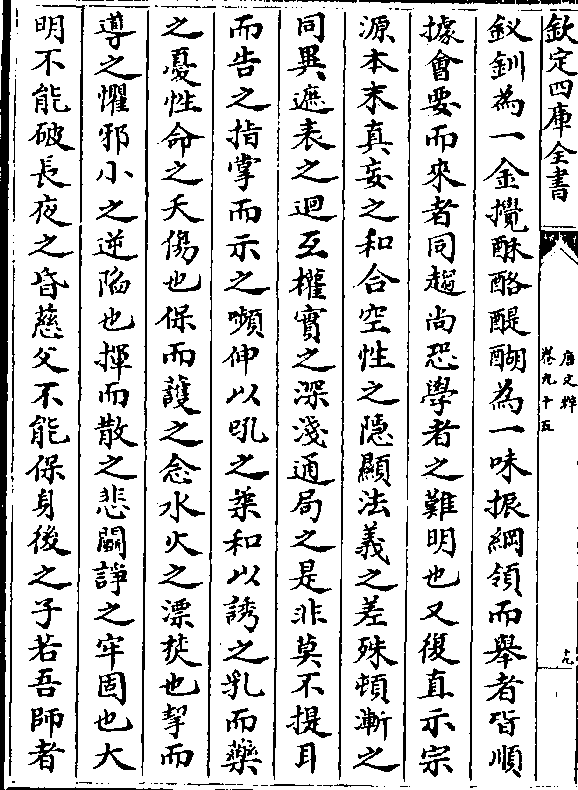 欽定四庫全書
唐文粹
卷九十五
釵釧為一金攪酥酪醍醐為一味振綱領而舉者皆順
據會要而來者同趨尚恐學者之難明也又復直示宗
源本末真妄之和合空性之隱顯法義之差殊頓漸之
同異遮表之迴互權實之深淺通局之是非莫不提耳
而告之指掌而示之嚬伸以吼之柔和以誘之乳而藥
之憂性命之夭傷也保而護之念水火之漂焚也挈而
導之懼邪小之逆陷也揮而散之悲鬬諍之牢固也大
明不能破長夜之昏慈父不能保身後之子若吾師者